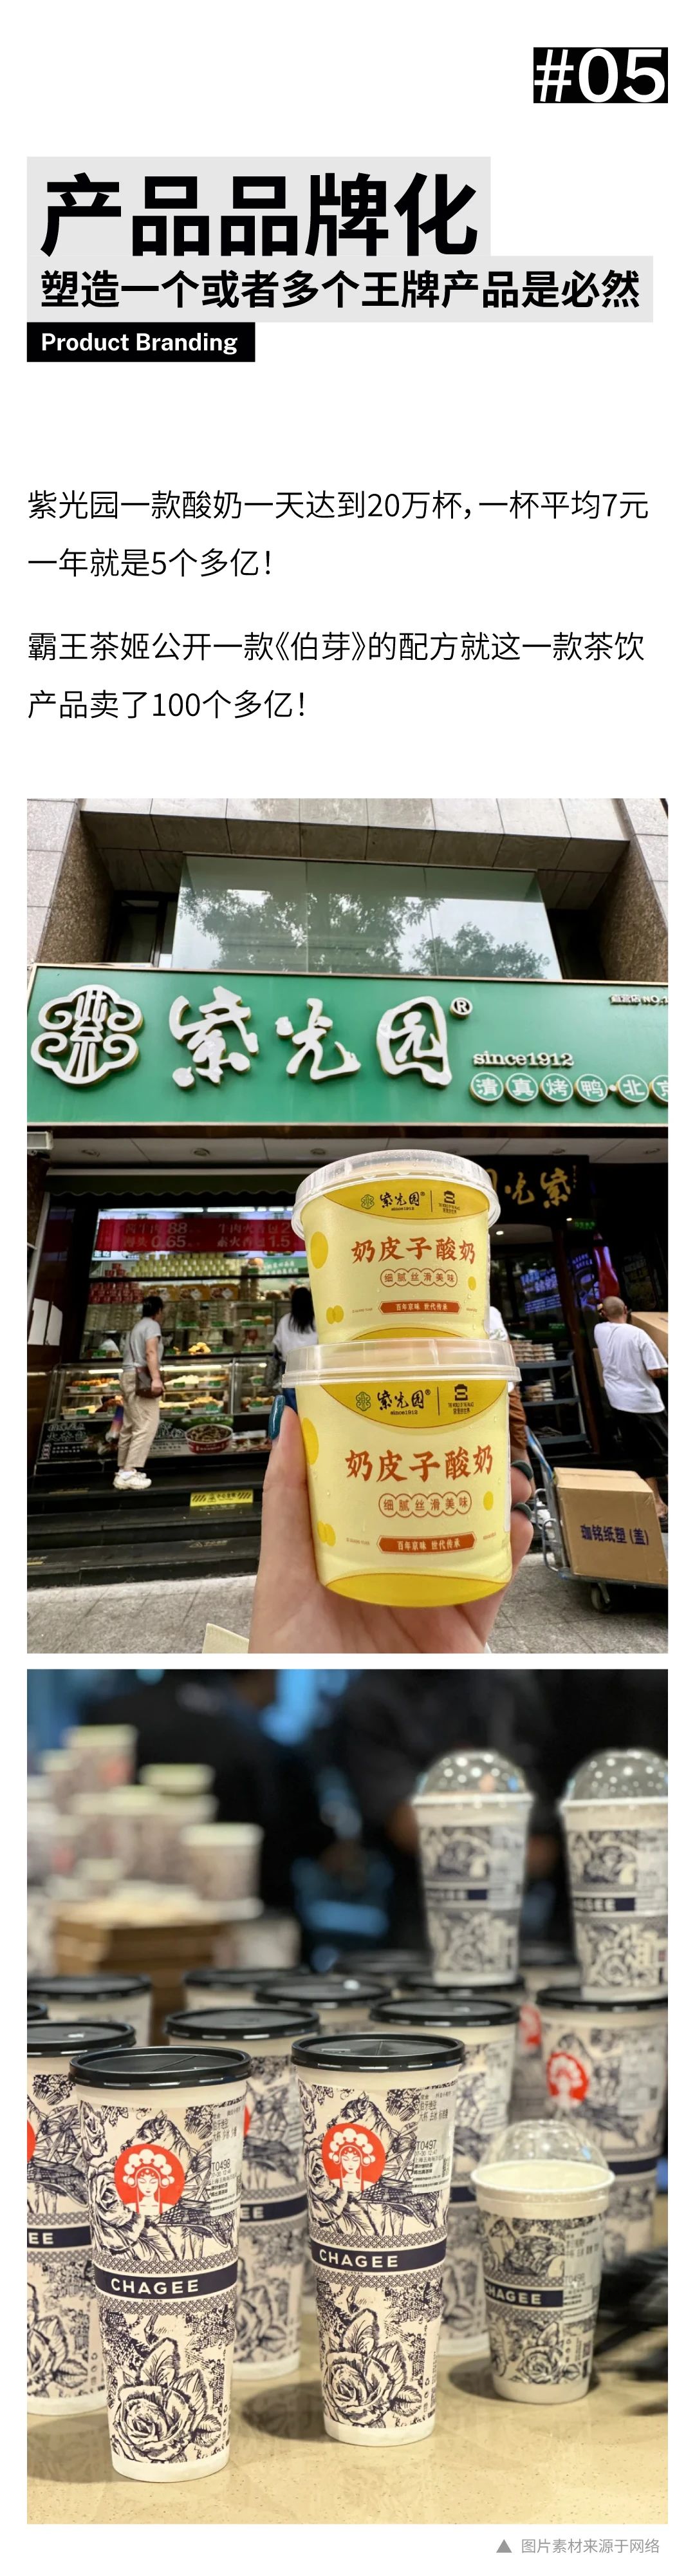 #05
产品品牌化
塑造一个或者多个王牌产品是必然
Product Branding
紫光园一款酸奶一天达到20万杯，一杯平均7元
一年就是5个多亿！
霸王茶姬公开一款《伯芽》的配方就这一款茶饮
产品卖了100个多亿！
紫光园®
since1912
清真烤鸭·北京
紫光园
奶皮子酸奶
细腻丝滑美味
百年京味 世代传承
紫光园®
奶皮子酸奶
细腻丝滑美味
百年京味 世代传承
珈铭纸塑（盖）
CHAGEE
CHAGEE
CHAGEE
▲ 图片素材来源于网络